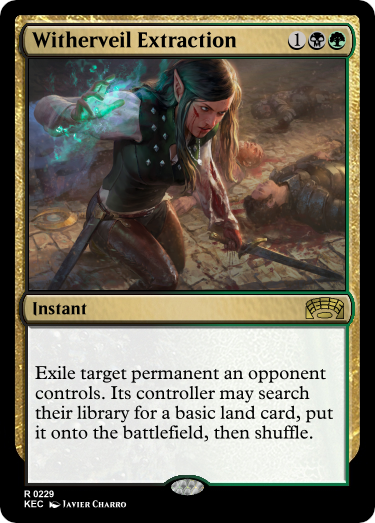 Witherveil Extraction
1
Instant
Exile target permanent an opponent
controls. Its controller may search
their library for a basic land card, put
it onto the battlefield, then shuffle.
R 0229
KEC Javier Charro